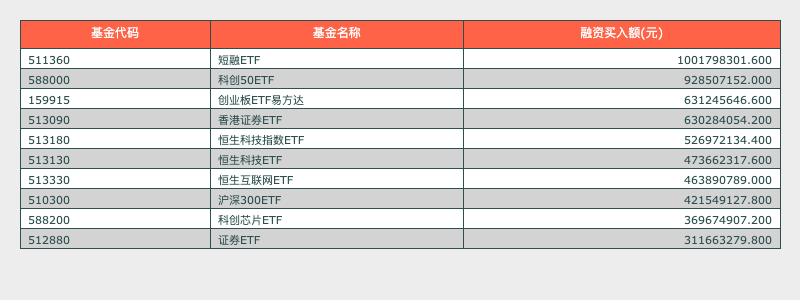 基金代码 基金名称 融资买入额(元)
511360 短融ETF 1001798301.600
588000 科创50ETF 928507152.000
159915 创业板ETF易方达 631245646.600
513090 香港证券ETF 630284054.200
513180 恒生科技指数ETF 526972134.400
513130 恒生科技ETF 473662317.600
513330 恒生互联网ETF 463890789.000
510300 沪深300ETF 421549127.800
588200 科创芯片ETF 369674907.200
512880 证券ETF 311663279.800